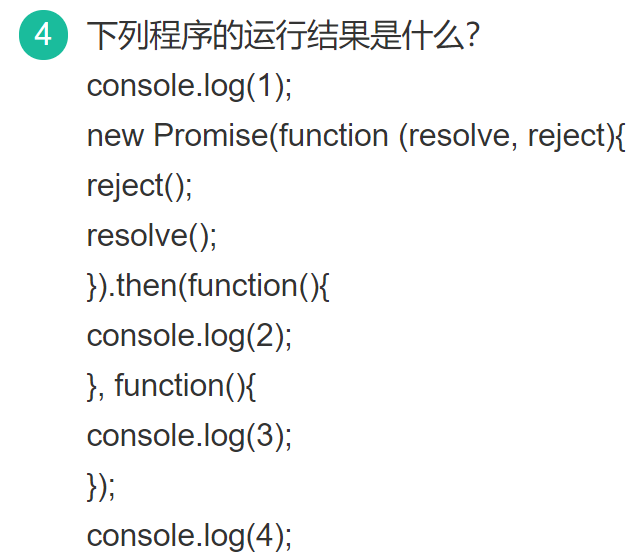 4 下列程序的运行结果是什么?
console.log(1);
new Promise(function (resolve, reject){
reject();
resolve();
}).then(function(){
console.log(2);
}, function(){
console.log(3);
});
console.log(4);